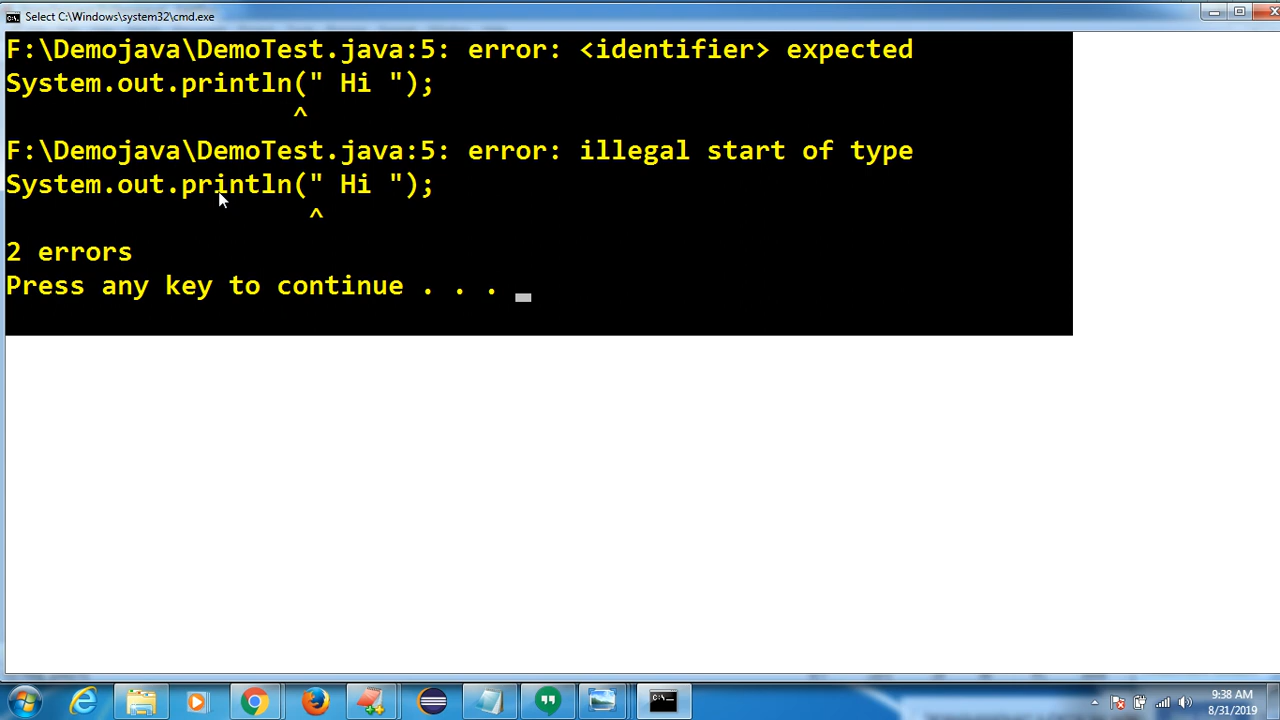 Select C:\Windows\system32\cmd.exe
F:\Demojava\DemoTest.java:5: error: <identifier> expected
System.out.println(" Hi ");
^
F:\Demojava\DemoTest.java:5: error: illegal start of type
System.out.println(" Hi ");
^
2 errors
Press any key to continue . . .
C:\.
9:38 AM
8/31/2019